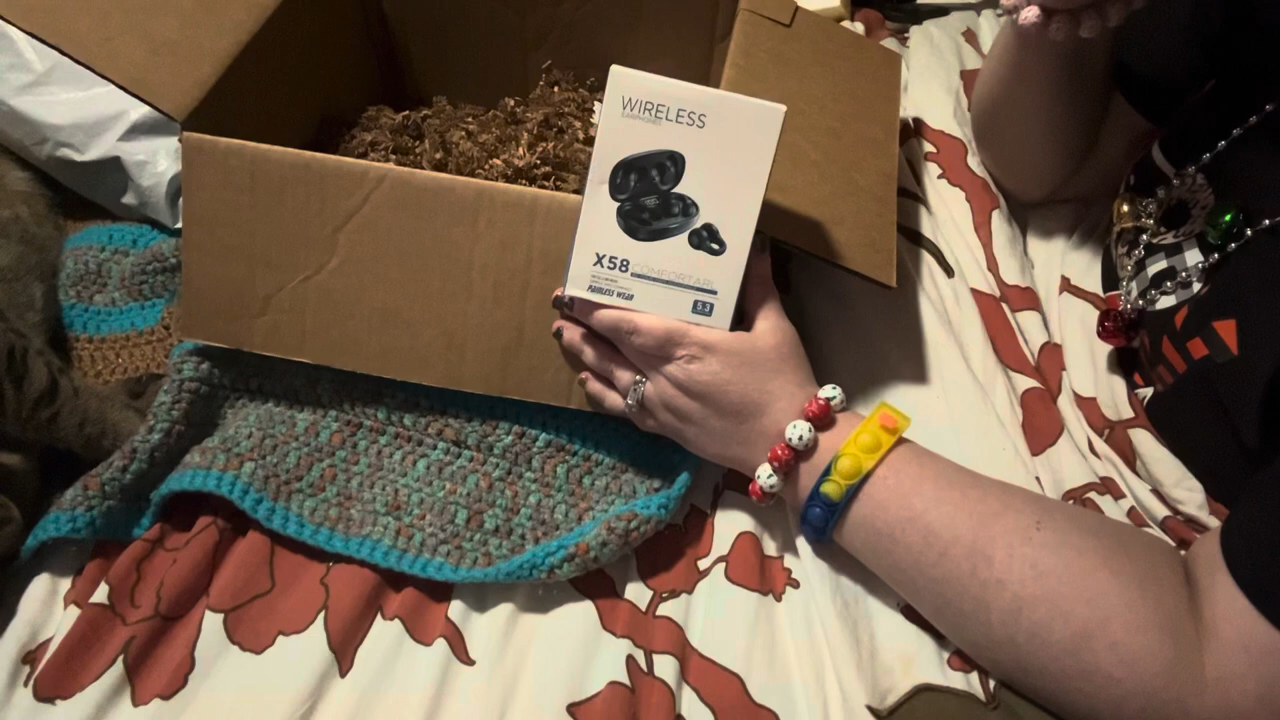 WIRELESS
EARPHONES
X58 COMFORTABL
PAINLESS WEAR
5.3